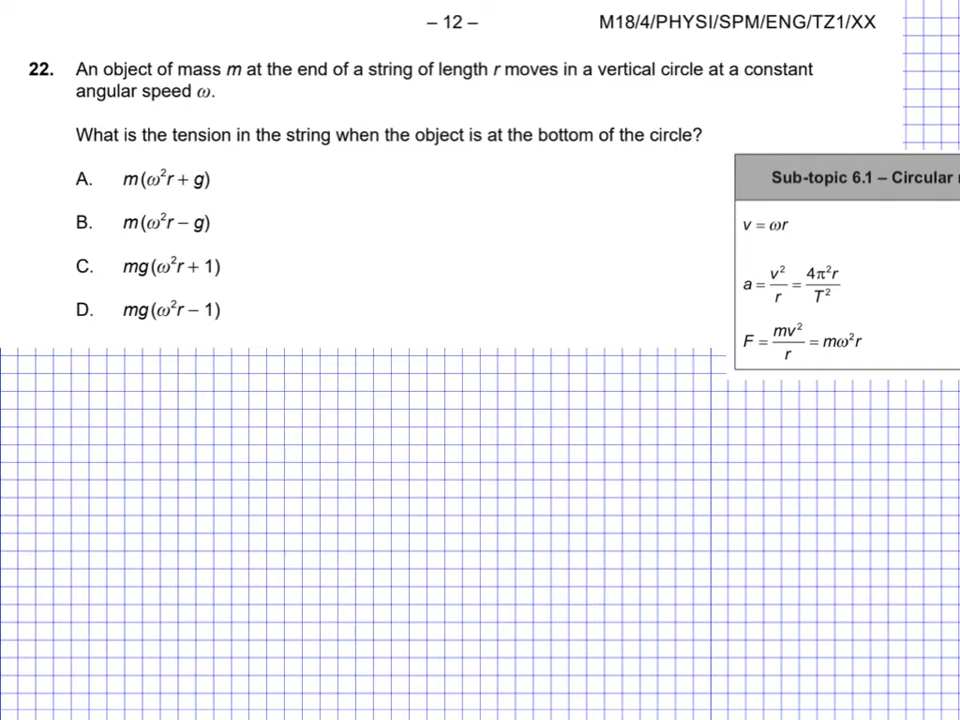 – 12 –
M18/4/PHYSI/SPM/ENG/TZ1/XX
22. An object of mass m at the end of a string of length r moves in a vertical circle at a constant
angular speed ω.
What is the tension in the string when the object is at the bottom of the circle?
A. m(ω²r + g)
B. m(ω²r – g)
C. mg(ω²r + 1)
D. mg(ω²r – 1)
Sub-topic 6.1 – Circular
v = ωr
a = v²/r = 4π²r/T²
F = mv²/r = mω²r